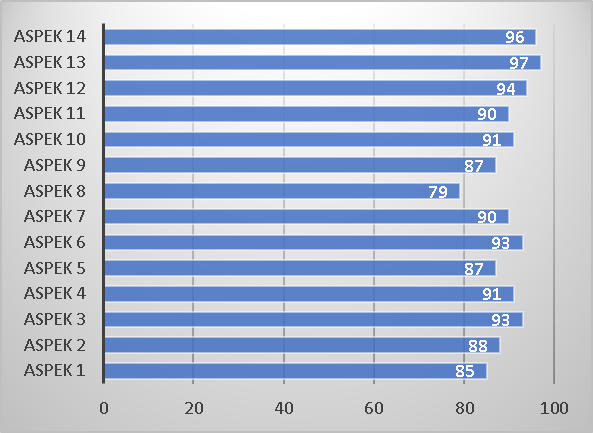 ASPEK 14 96
ASPEK 13 97
ASPEK 12 94
ASPEK 11 90
ASPEK 10 91
ASPEK 9 87
ASPEK 8 79
ASPEK 7 90
ASPEK 6 93
ASPEK 5 87
ASPEK 4 91
ASPEK 3 93
ASPEK 2 88
ASPEK 1 85
0 20 40 60 80 100